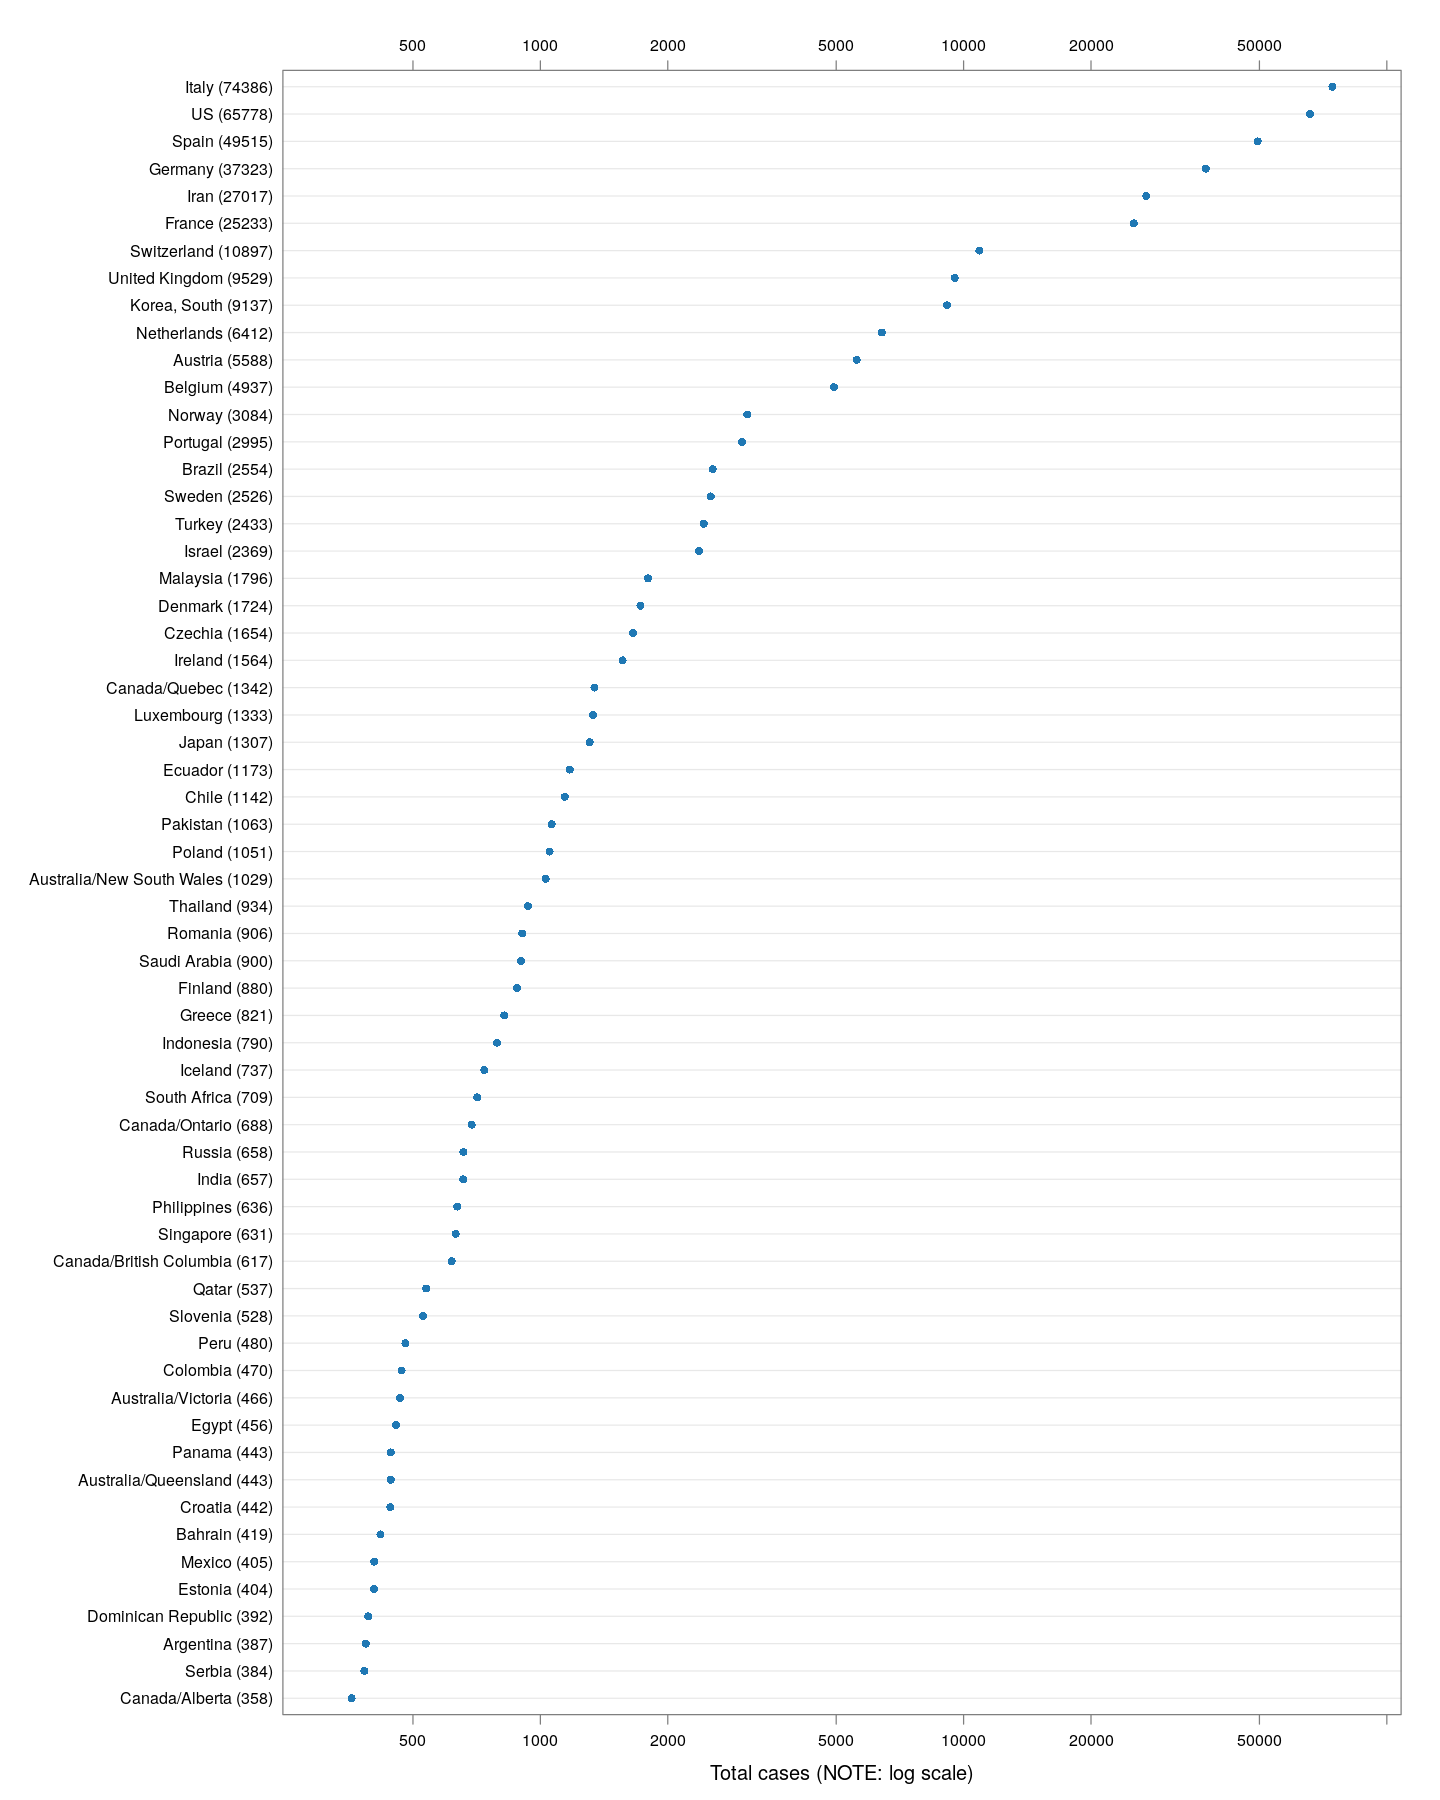 500 1000 2000 5000 10000 20000 50000
Italy (74386)
US (65778)
Spain (49515)
Germany (37323)
Iran (27017)
France (25233)
Switzerland (10897)
United Kingdom (9529)
Korea, South (9137)
Netherlands (6412)
Austria (5588)
Belgium (4937)
Norway (3084)
Portugal (2995)
Brazil (2554)
Sweden (2526)
Turkey (2433)
Israel (2369)
Malaysia (1796)
Denmark (1724)
Czechia (1654)
Ireland (1564)
Canada/Quebec (1342)
Luxembourg (1333)
Japan (1307)
Ecuador (1173)
Chile (1142)
Pakistan (1063)
Poland (1051)
Australia/New South Wales (1029)
Thailand (934)
Romania (906)
Saudi Arabia (900)
Finland (880)
Greece (821)
Indonesia (790)
Iceland (737)
South Africa (709)
Canada/Ontario (688)
Russia (658)
India (657)
Philippines (636)
Singapore (631)
Canada/British Columbia (617)
Qatar (537)
Slovenia (528)
Peru (480)
Colombia (470)
Australia/Victoria (466)
Egypt (456)
Panama (443)
Australia/Queensland (443)
Croatia (442)
Bahrain (419)
Mexico (405)
Estonia (404)
Dominican Republic (392)
Argentina (387)
Serbia (384)
Canada/Alberta (358)
500 1000 2000 5000 10000 20000 50000
Total cases (NOTE: log scale)